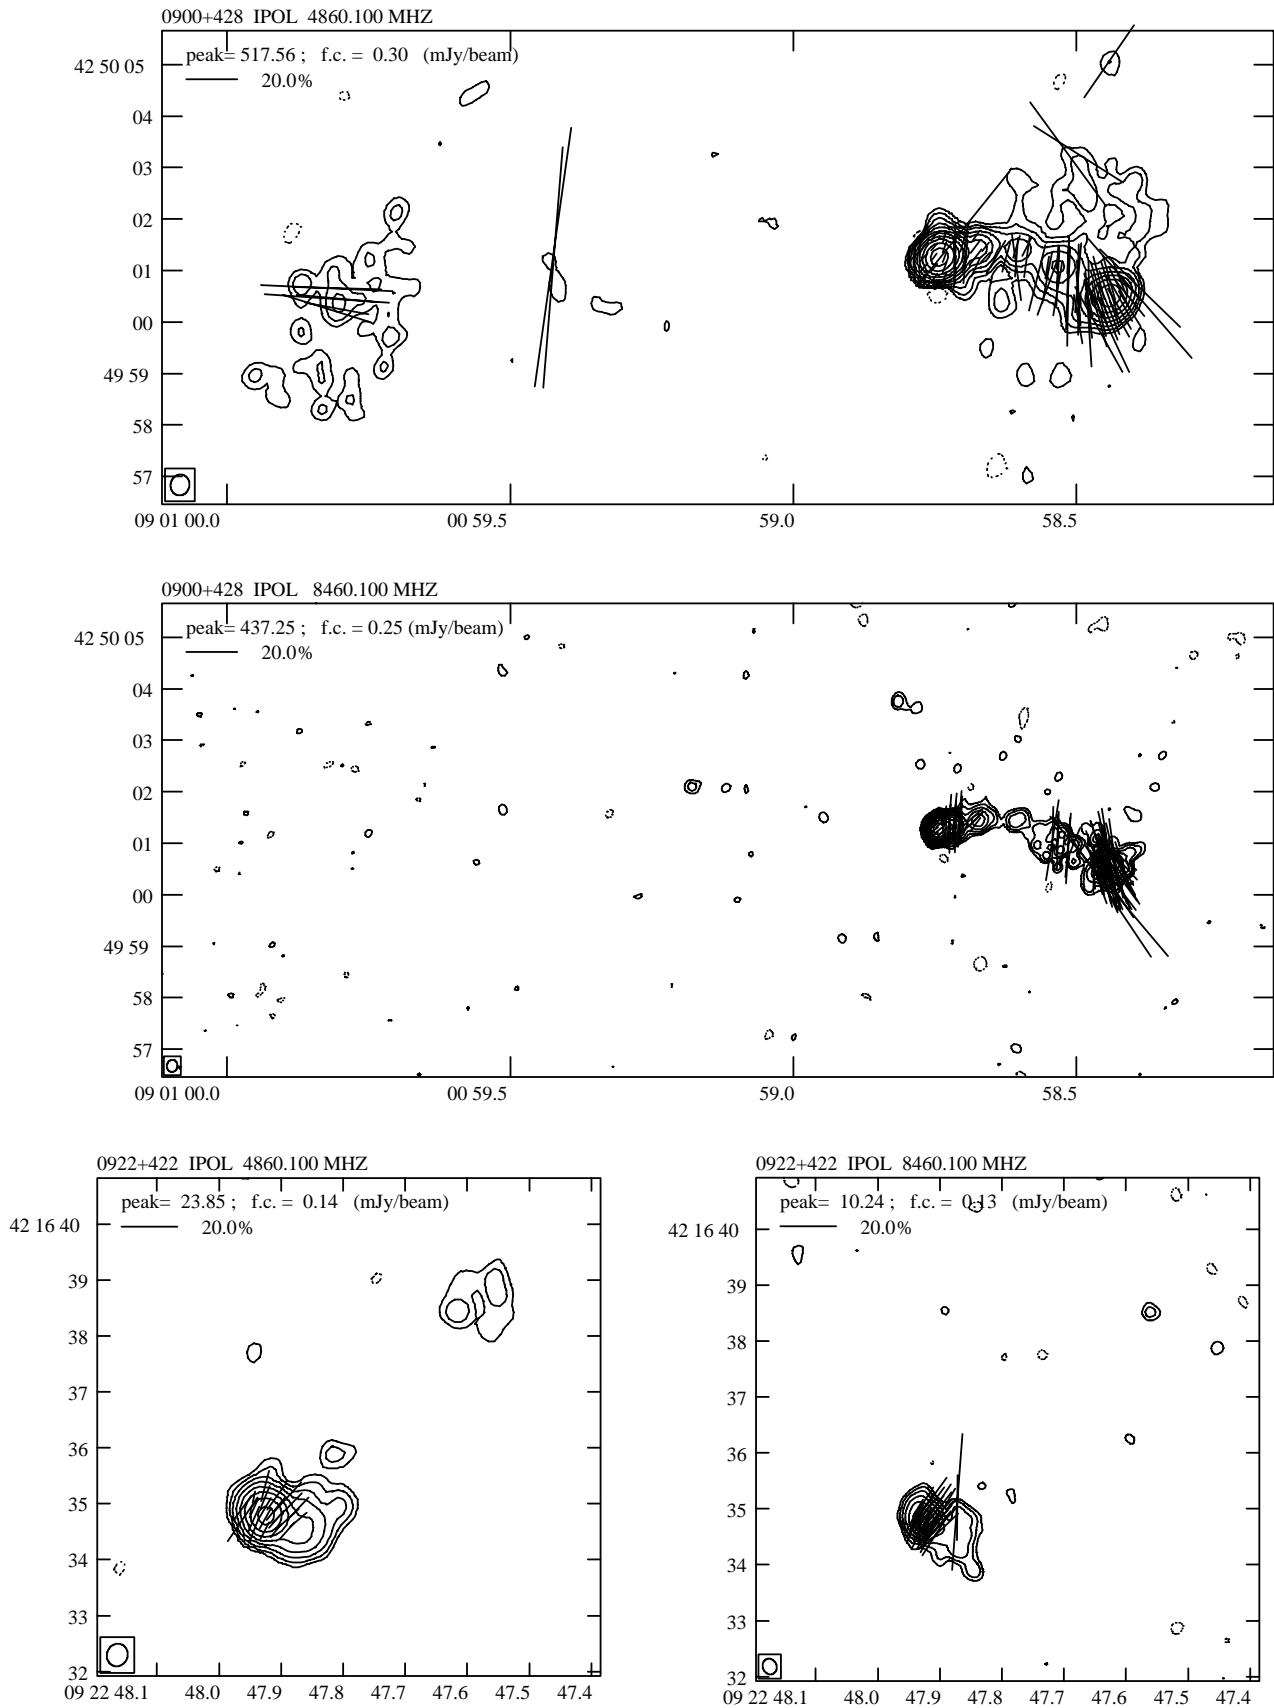 0900+428 IPOL 4860.100 MHZ
peak= 517.56 ; f.c. = 0.30 (mJy/beam)
20.0%
42 50 05
04
03
02
01
00
49 59
58
57
09 01 00.0 00 59.5 59.0 58.5
0900+428 IPOL 8460.100 MHZ
peak= 437.25 ; f.c. = 0.25 (mJy/beam)
20.0%
42 50 05
04
03
02
01
00
49 59
58
57
09 01 00.0 00 59.5 59.0 58.5
0922+422 IPOL 4860.100 MHZ
peak= 23.85 ; f.c. = 0.14 (mJy/beam)
20.0%
42 16 40
39
38
37
36
35
34
33
32
09 22 48.1 48.0 47.9 47.8 47.7 47.6 47.5 47.4
0922+422 IPOL 8460.100 MHZ
peak= 10.24 ; f.c. = 0.13 (mJy/beam)
20.0%
42 16 40
39
38
37
36
35
34
33
32
09 22 48.1 48.0 47.9 47.8 47.7 47.6 47.5 47.4